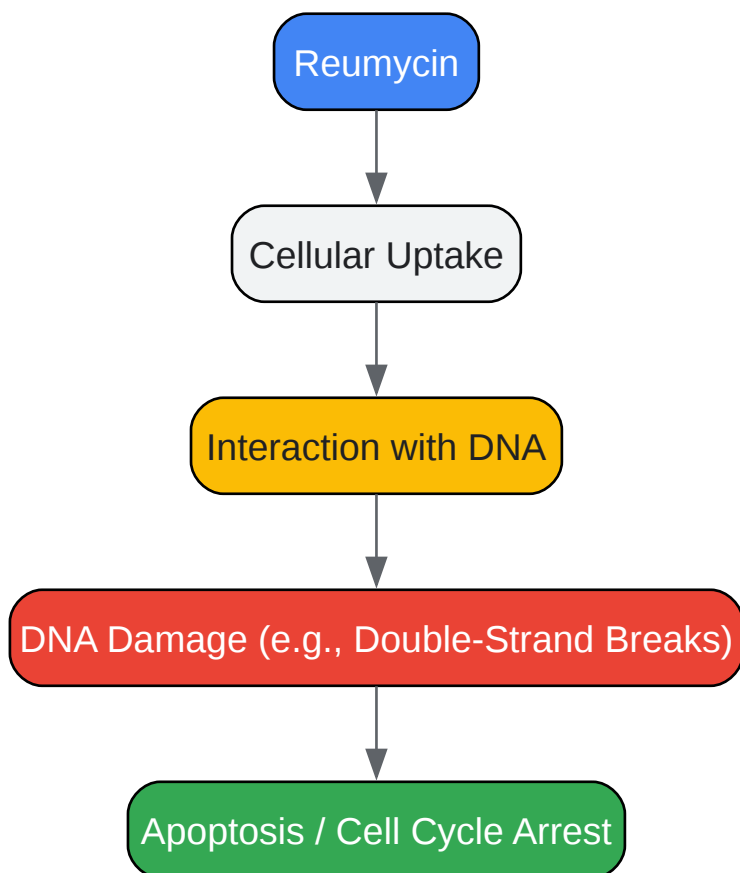 Reumycin
Cellular Uptake
Interaction with DNA
DNA Damage (e.g., Double-Strand Breaks)
Apoptosis / Cell Cycle Arrest